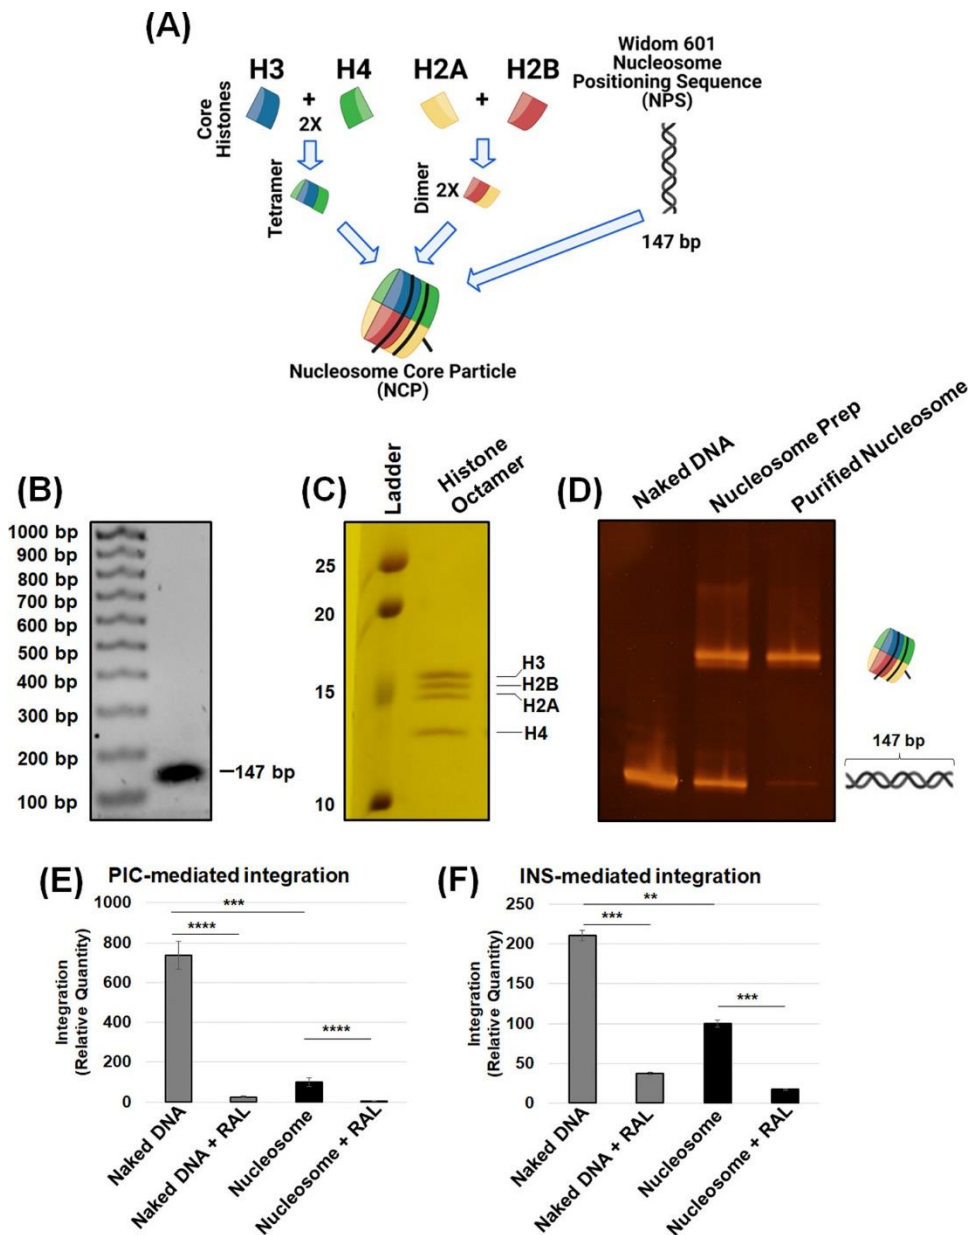 (A)
H3
+
2X
H4
H2A
+
H2B
Core
Histones
Widom 601
Nucleosome
Positioning Sequence
(NPS)
Tetramer
Dimer
2X
147 bp
Nucleosome Core Particle
(NCP)
(B)
1000 bp
900 bp
800 bp
700 bp
600 bp
500 bp
400 bp
300 bp
200 bp
100 bp
147 bp
(C)
Ladder
Histone
Octamer
25
20
15
10
H3
H2B
H2A
H4
(D)
Naked DNA
Nucleosome Prep
Purified Nucleosome
147 bp
(E)
PIC-mediated integration
Integration
(Relative Quantity)
1000
800
600
400
200
0
***
****
****
Naked DNA
Naked DNA + RAL
Nucleosome
Nucleosome + RAL
(F)
INS-mediated integration
Integration
(Relative Quantity)
250
200
150
100
50
0
**
***
***
Naked DNA
Naked DNA + RAL
Nucleosome
Nucleosome + RAL